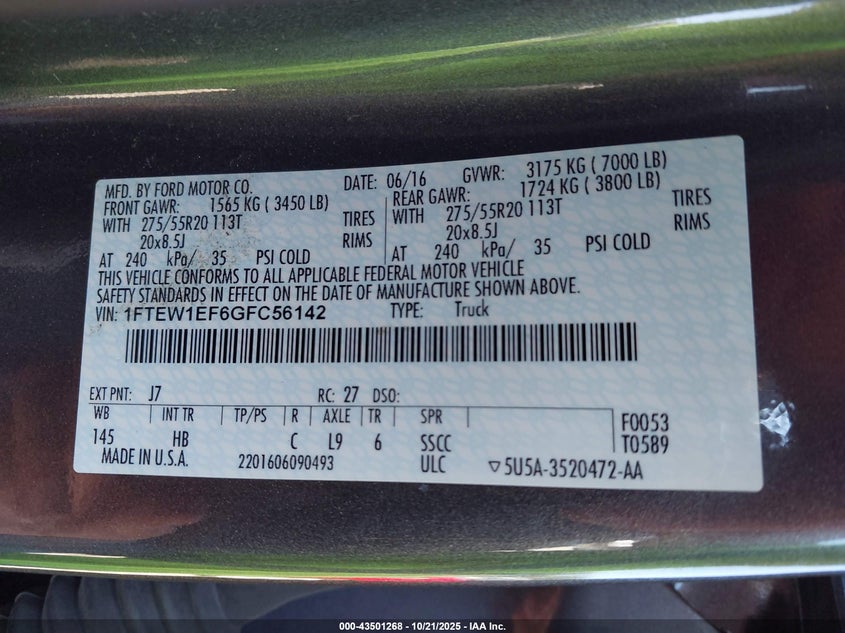 MFD. BY FORD MOTOR CO. DATE: 06/16 GVWR: 3175 KG ( 7000 LB)
FRONT GAWR: 1565 KG ( 3450 LB) REAR GAWR: 1724 KG ( 3800 LB)
WITH 275/55R20 113T TIRES WITH 275/55R20 113T TIRES
20x8.5J RIMS 20x8.5J RIMS
AT 240 kPa/ 35 PSI COLD AT 240 kPa/ 35 PSI COLD
THIS VEHICLE CONFORMS TO ALL APPLICABLE FEDERAL MOTOR VEHICLE
SAFETY STANDARDS IN EFFECT ON THE DATE OF MANUFACTURE SHOWN ABOVE.
VIN: 1FTEW1EF6GFC56142 TYPE: Truck
EXT PNT: J7 RC: 27 DSO:
WB INT TR TP/PS R AXLE TR SPR F0053
145 HB C L9 6 SSCC T0589
MADE IN U.S.A. 2201606090493 ULC ▽5U5A-3520472-AA
000-43501268 - 10/21/2025 - IAA Inc.